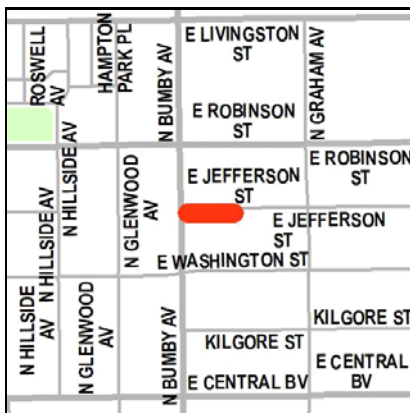 E LIVINGSTON
ST
ROSWELL
AV
HAMPTON
PARK PL
N BUMBY AV
N GRAHAM AV
E ROBINSON
ST
N HILLSIDE AV
E ROBINSON
ST
E JEFFERSON
ST
N GLENWOOD
AV
N HILLSIDE AV
E JEFFERSON
ST
E WASHINGTON ST
N HILLSIDE
AV
N GLENWOOD
AV
N BUMBY AV
KILGORE ST
KILGORE ST
E CENTRAL BV
E CENTRAL
BV